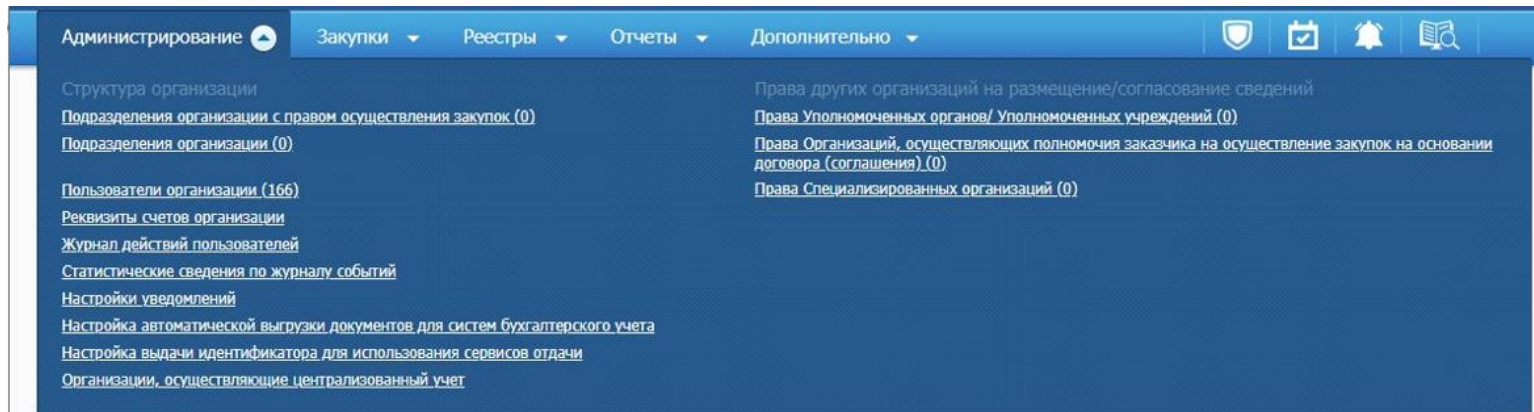 Администрирование Закупки Реестры Отчеты Дополнительно
Структура организации
Подразделения организации с правом осуществления закупок (0)
Подразделения организации (0)
Пользователи организации (166)
Реквизиты счетов организации
Журнал действий пользователей
Статистические сведения по журналу событий
Настройки уведомлений
Настройка автоматической выгрузки документов для систем бухгалтерского учета
Настройка выдачи идентификатора для использования сервисов отдачи
Организации, осуществляющие централизованный учет
Права других организаций на размещение/согласование сведений
Права Уполномоченных органов/ Уполномоченных учреждений (0)
Права Организаций, осуществляющих полномочия заказчика на осуществление закупок на основании
договора (соглашения) (0)
Права Специализированных организаций (0)